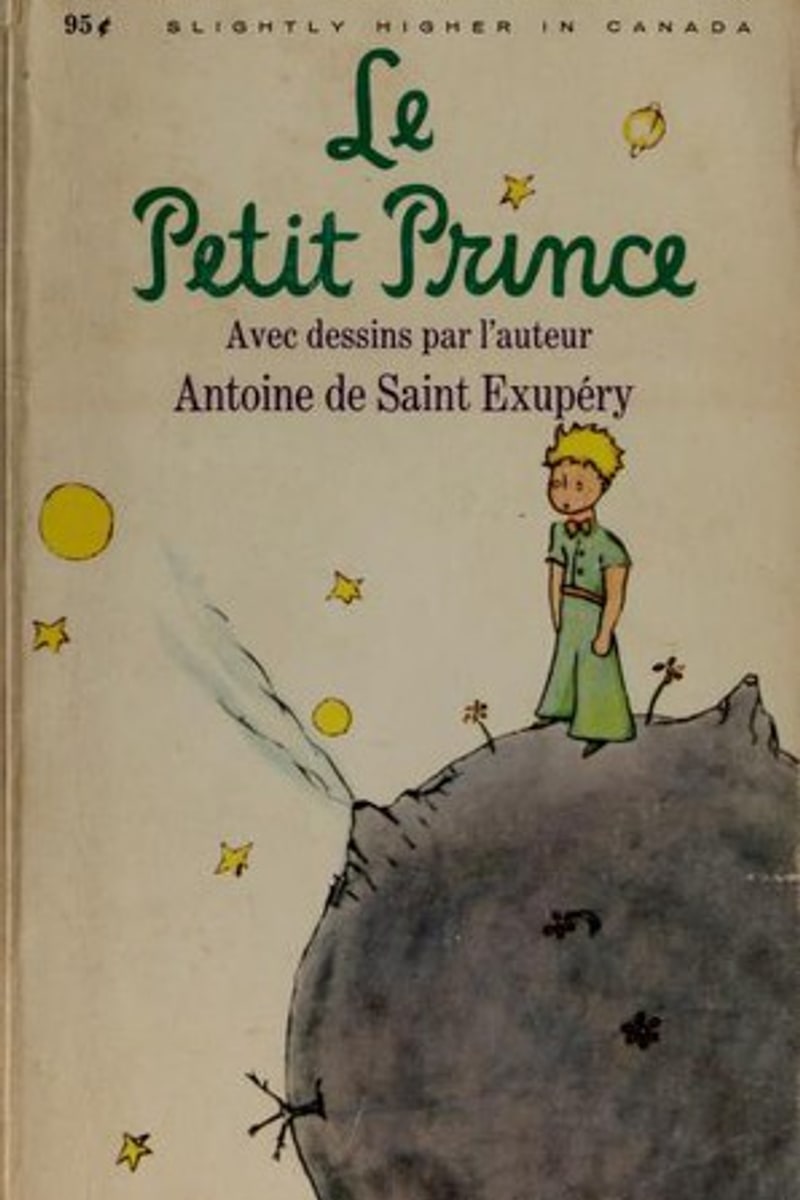 95¢ SLIGHTLY HIGHER IN CANADA
Le
Petit Prince
Avec dessins par l'auteur
Antoine de Saint Exupéry